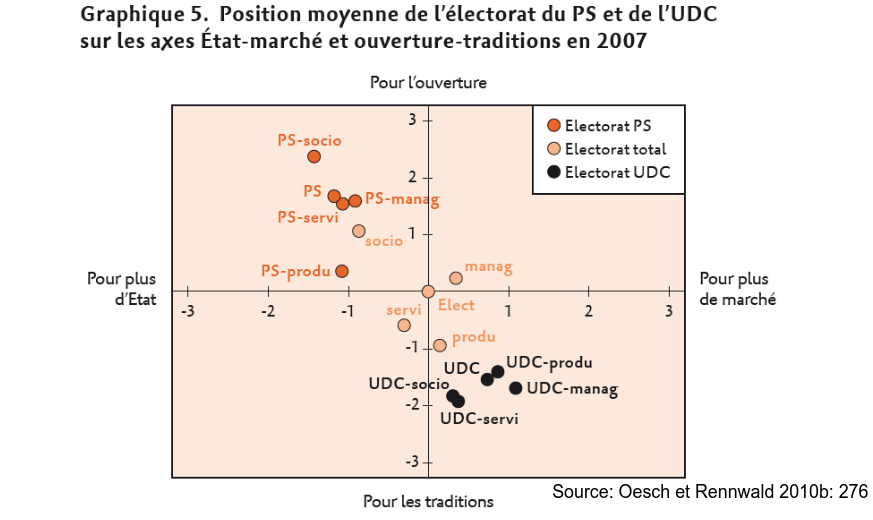 Graphique 5. Position moyenne de l'électorat du PS et de l'UDC
sur les axes État-marché et ouverture-traditions en 2007
Pour l'ouverture
3
Electorat PS
Electorat total
Electorat UDC
PS-socio
2
PS
PS-manag
PS-servi
1
socio
PS-produ
manag
Pour plus
d'Etat
Pour plus
de marché
-3
-2
-1
1
2
3
Elect
servi
produ
-1
UDC
UDC-produ
UDC-socio
UDC-manag
-2
UDC-servi
-3
Source: Oesch et Rennwald 2010b: 276
Pour les traditions